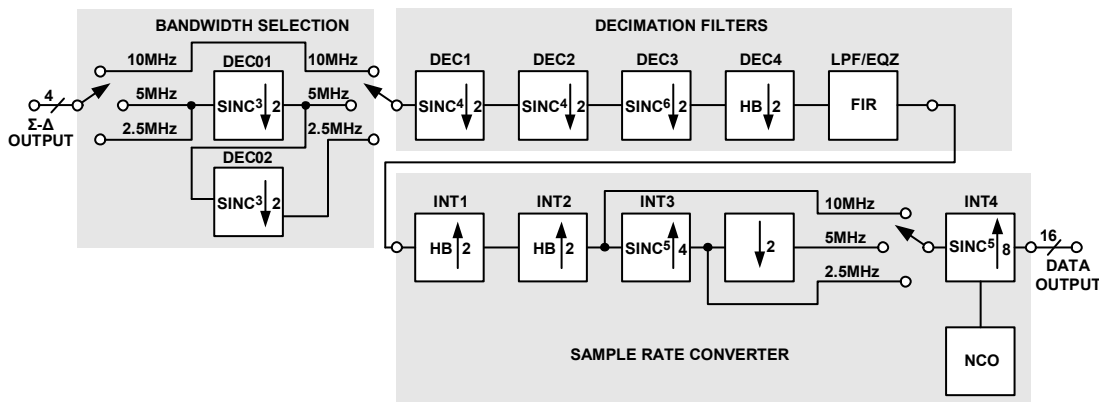 BANDWIDTH SELECTION
DECIMATION FILTERS
10MHz
10MHz
DEC01
DEC1
DEC2
DEC3
DEC4
LPF/EQZ
4
5MHz
SINC3 2
5MHz
SINC4 2
SINC4 2
SINC6 2
HB 2
FIR
Σ-Δ
OUTPUT
2.5MHz
2.5MHz
DEC02
SINC3 2
INT1
INT2
INT3
10MHz
INT4
HB 2
HB 2
SINC5 4
2
5MHz
SINC5 8
16
DATA
OUTPUT
2.5MHz
SAMPLE RATE CONVERTER
NCO